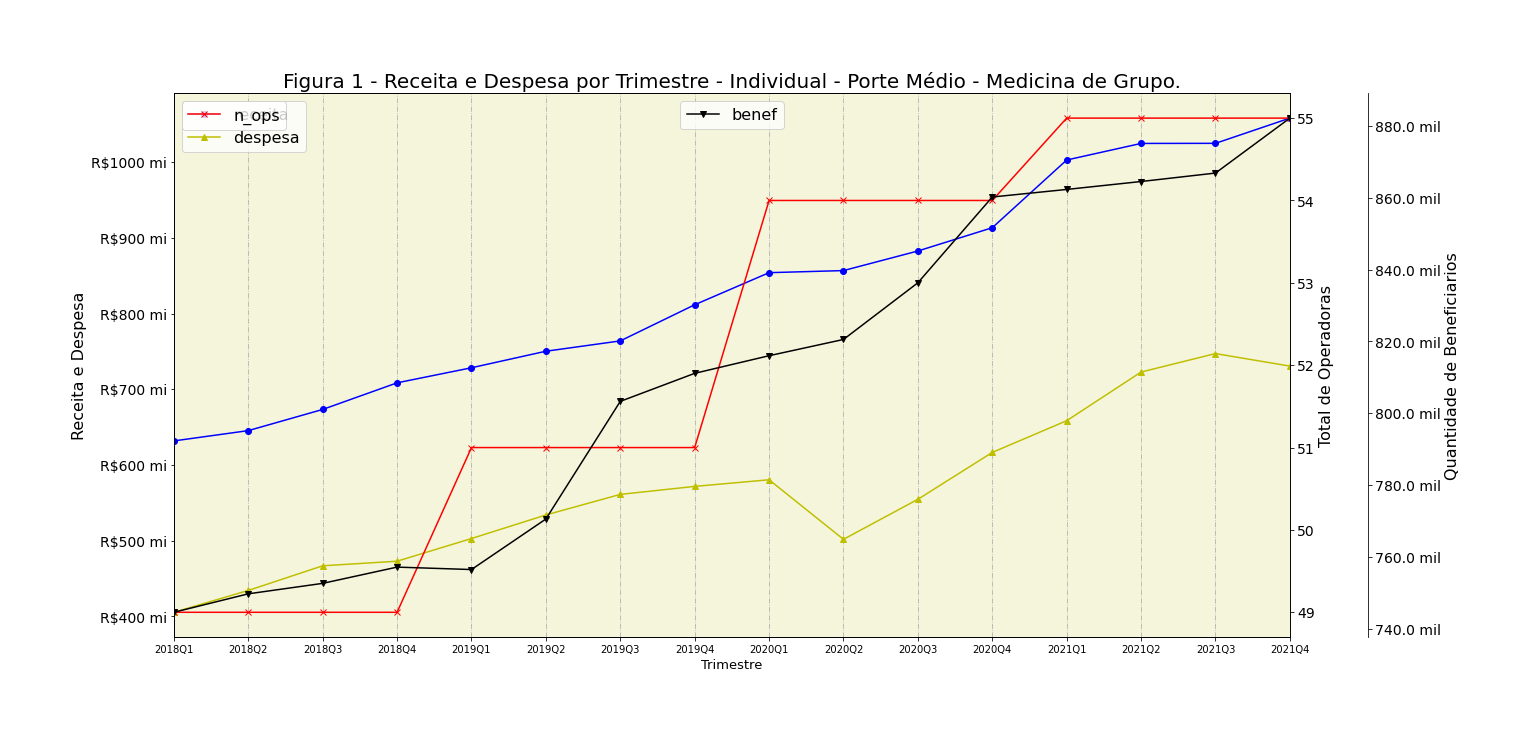 Figura 1 - Receita e Despesa por Trimestre - Individual - Porte Médio - Medicina de Grupo.
n_ops
despesa
benef
Receita e Despesa
R$1000 mi
R$900 mi
R$800 mi
R$700 mi
R$600 mi
R$500 mi
R$400 mi
55
54
53
52
51
50
49
Total de Operadoras
880.0 mil
860.0 mil
840.0 mil
820.0 mil
800.0 mil
780.0 mil
760.0 mil
740.0 mil
Quantidade de Beneficiarios
2018Q1 2018Q2 2018Q3 2018Q4 2019Q1 2019Q2 2019Q3 2019Q4 2020Q1 2020Q2 2020Q3 2020Q4 2021Q1 2021Q2 2021Q3 2021Q4
Trimestre